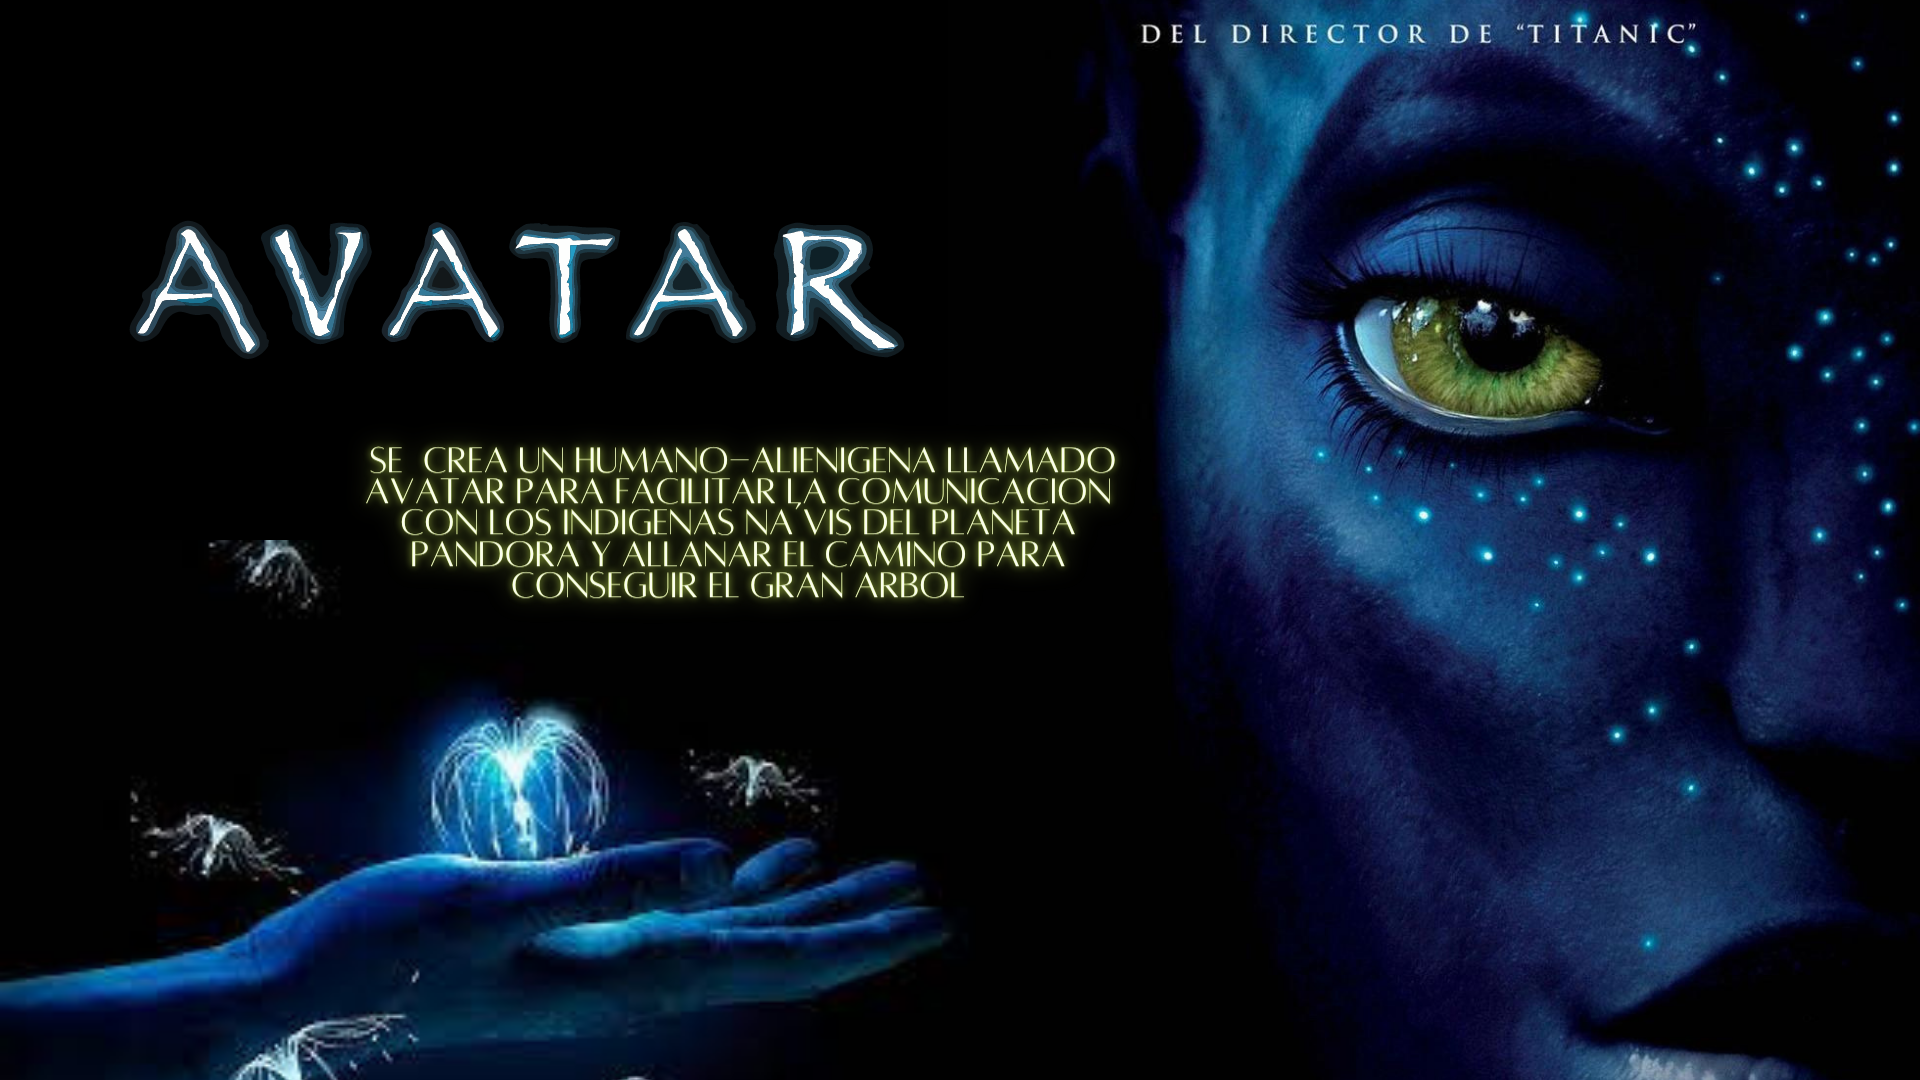 DEL DIRECTOR DE “TITANIC”
AVATAR
SE CREA UN HUMANO-ALIENIGENA LLAMADO
AVATAR PARA FACILITAR LA COMUNICACION
CON LOS INDIGENAS NA´VIS DEL PLANETA
PANDORA Y ALLANAR EL CAMINO PARA
CONSEGUIR EL GRAN ARBOL